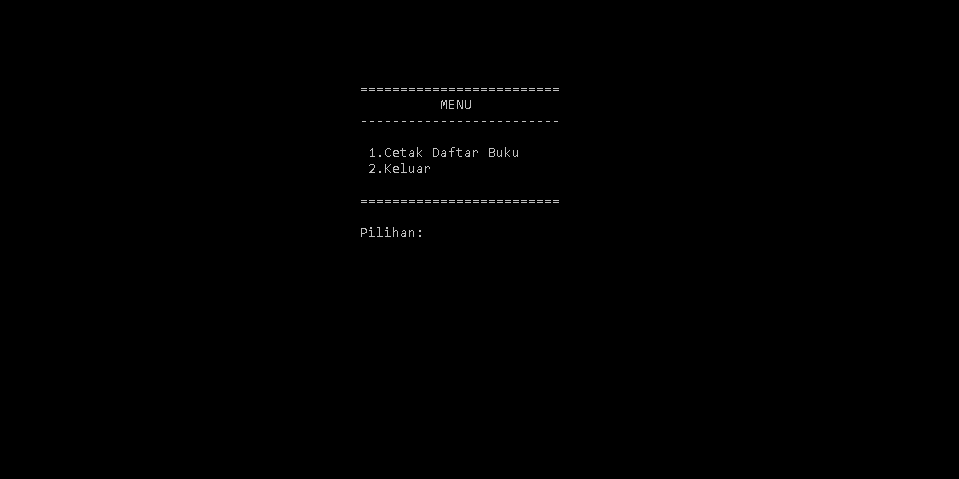 =========================
MENU
-------------------------
1.Cetak Daftar Buku
2.Keluar
=========================
Pilihan: